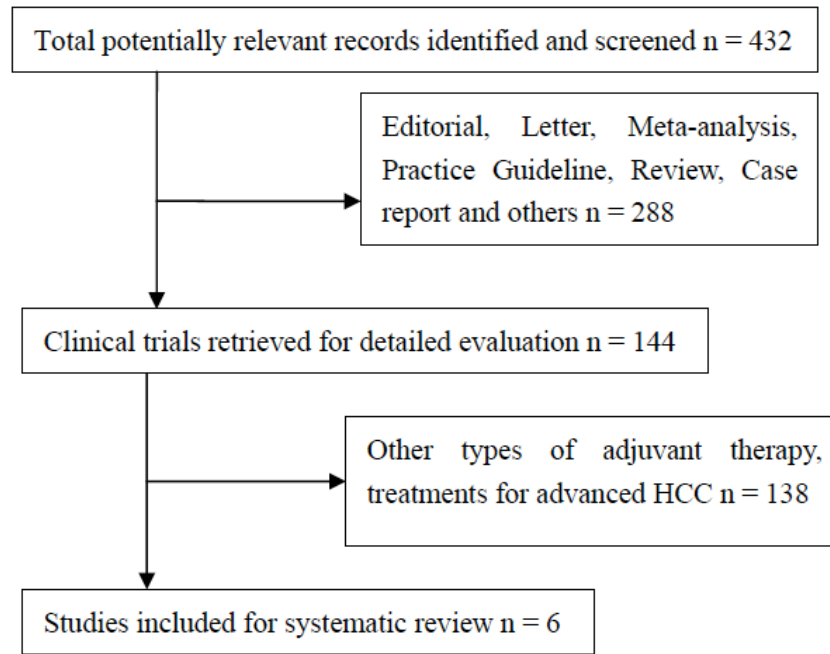 Total potentially relevant records identified and screened n = 432
Editorial, Letter, Meta-analysis,
Practice Guideline, Review, Case
report and others n = 288
Clinical trials retrieved for detailed evaluation n = 144
Other types of adjuvant therapy,
treatments for advanced HCC n = 138
Studies included for systematic review n = 6